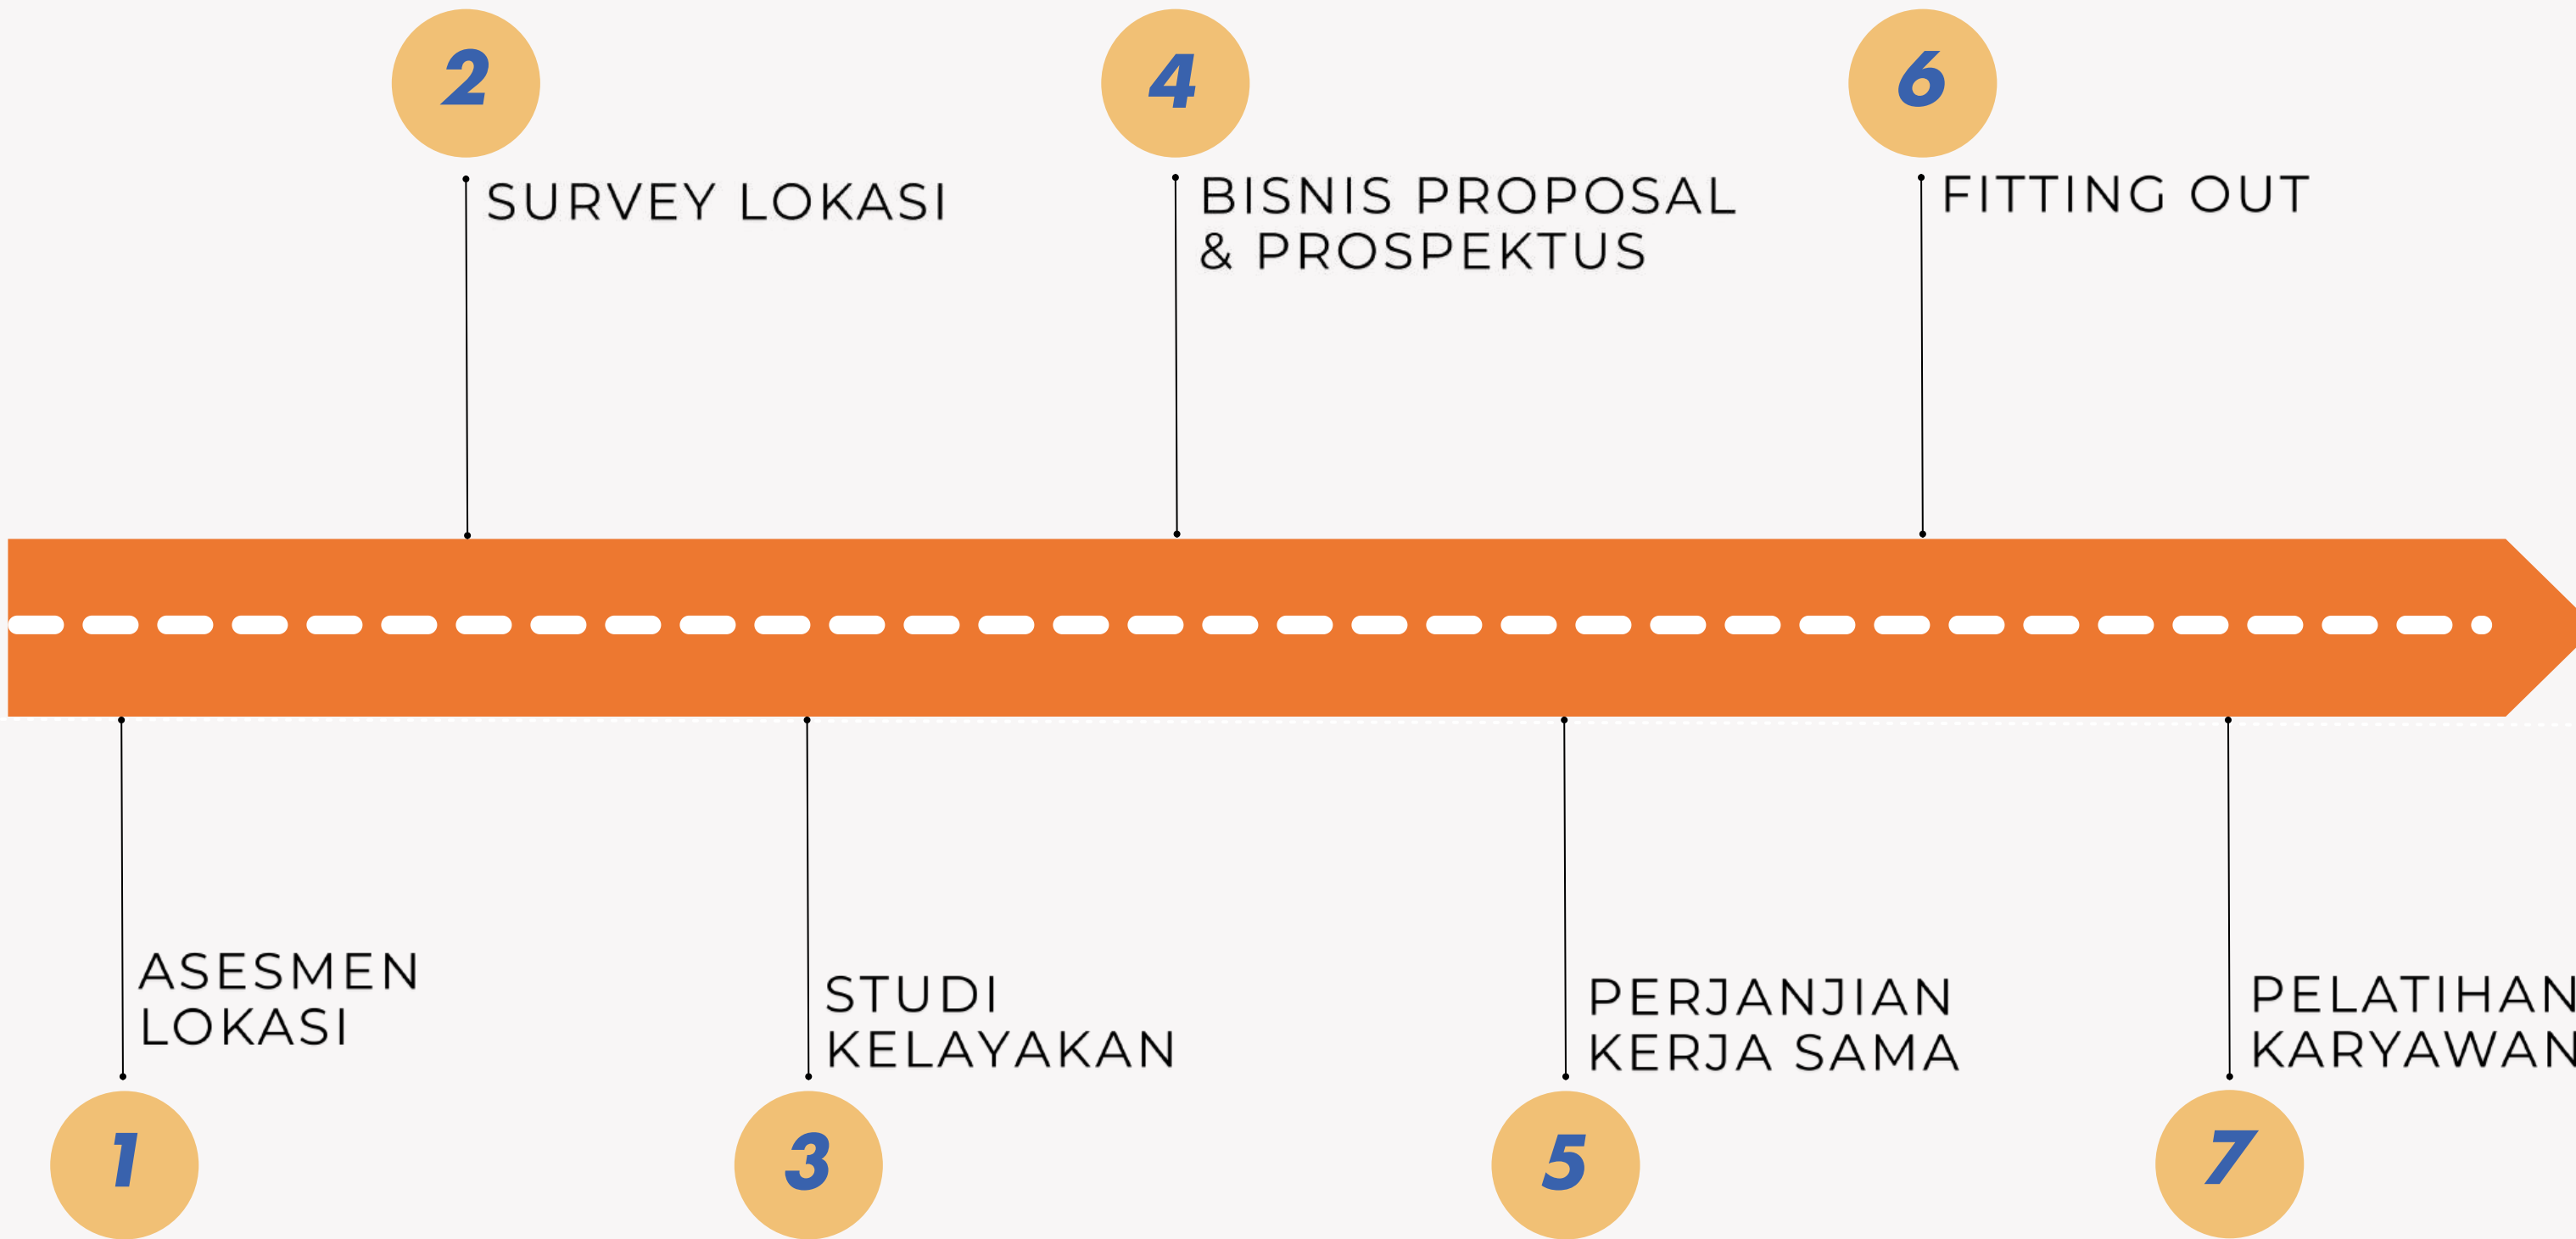 2
4
6
SURVEY LOKASI
BISNIS PROPOSAL
& PROSPEKTUS
FITTING OUT
ASESMEN
LOKASI
STUDI
KELAYAKAN
PERJANJIAN
KERJA SAMA
PELATIHAN
KARYAWAN
1
3
5
7